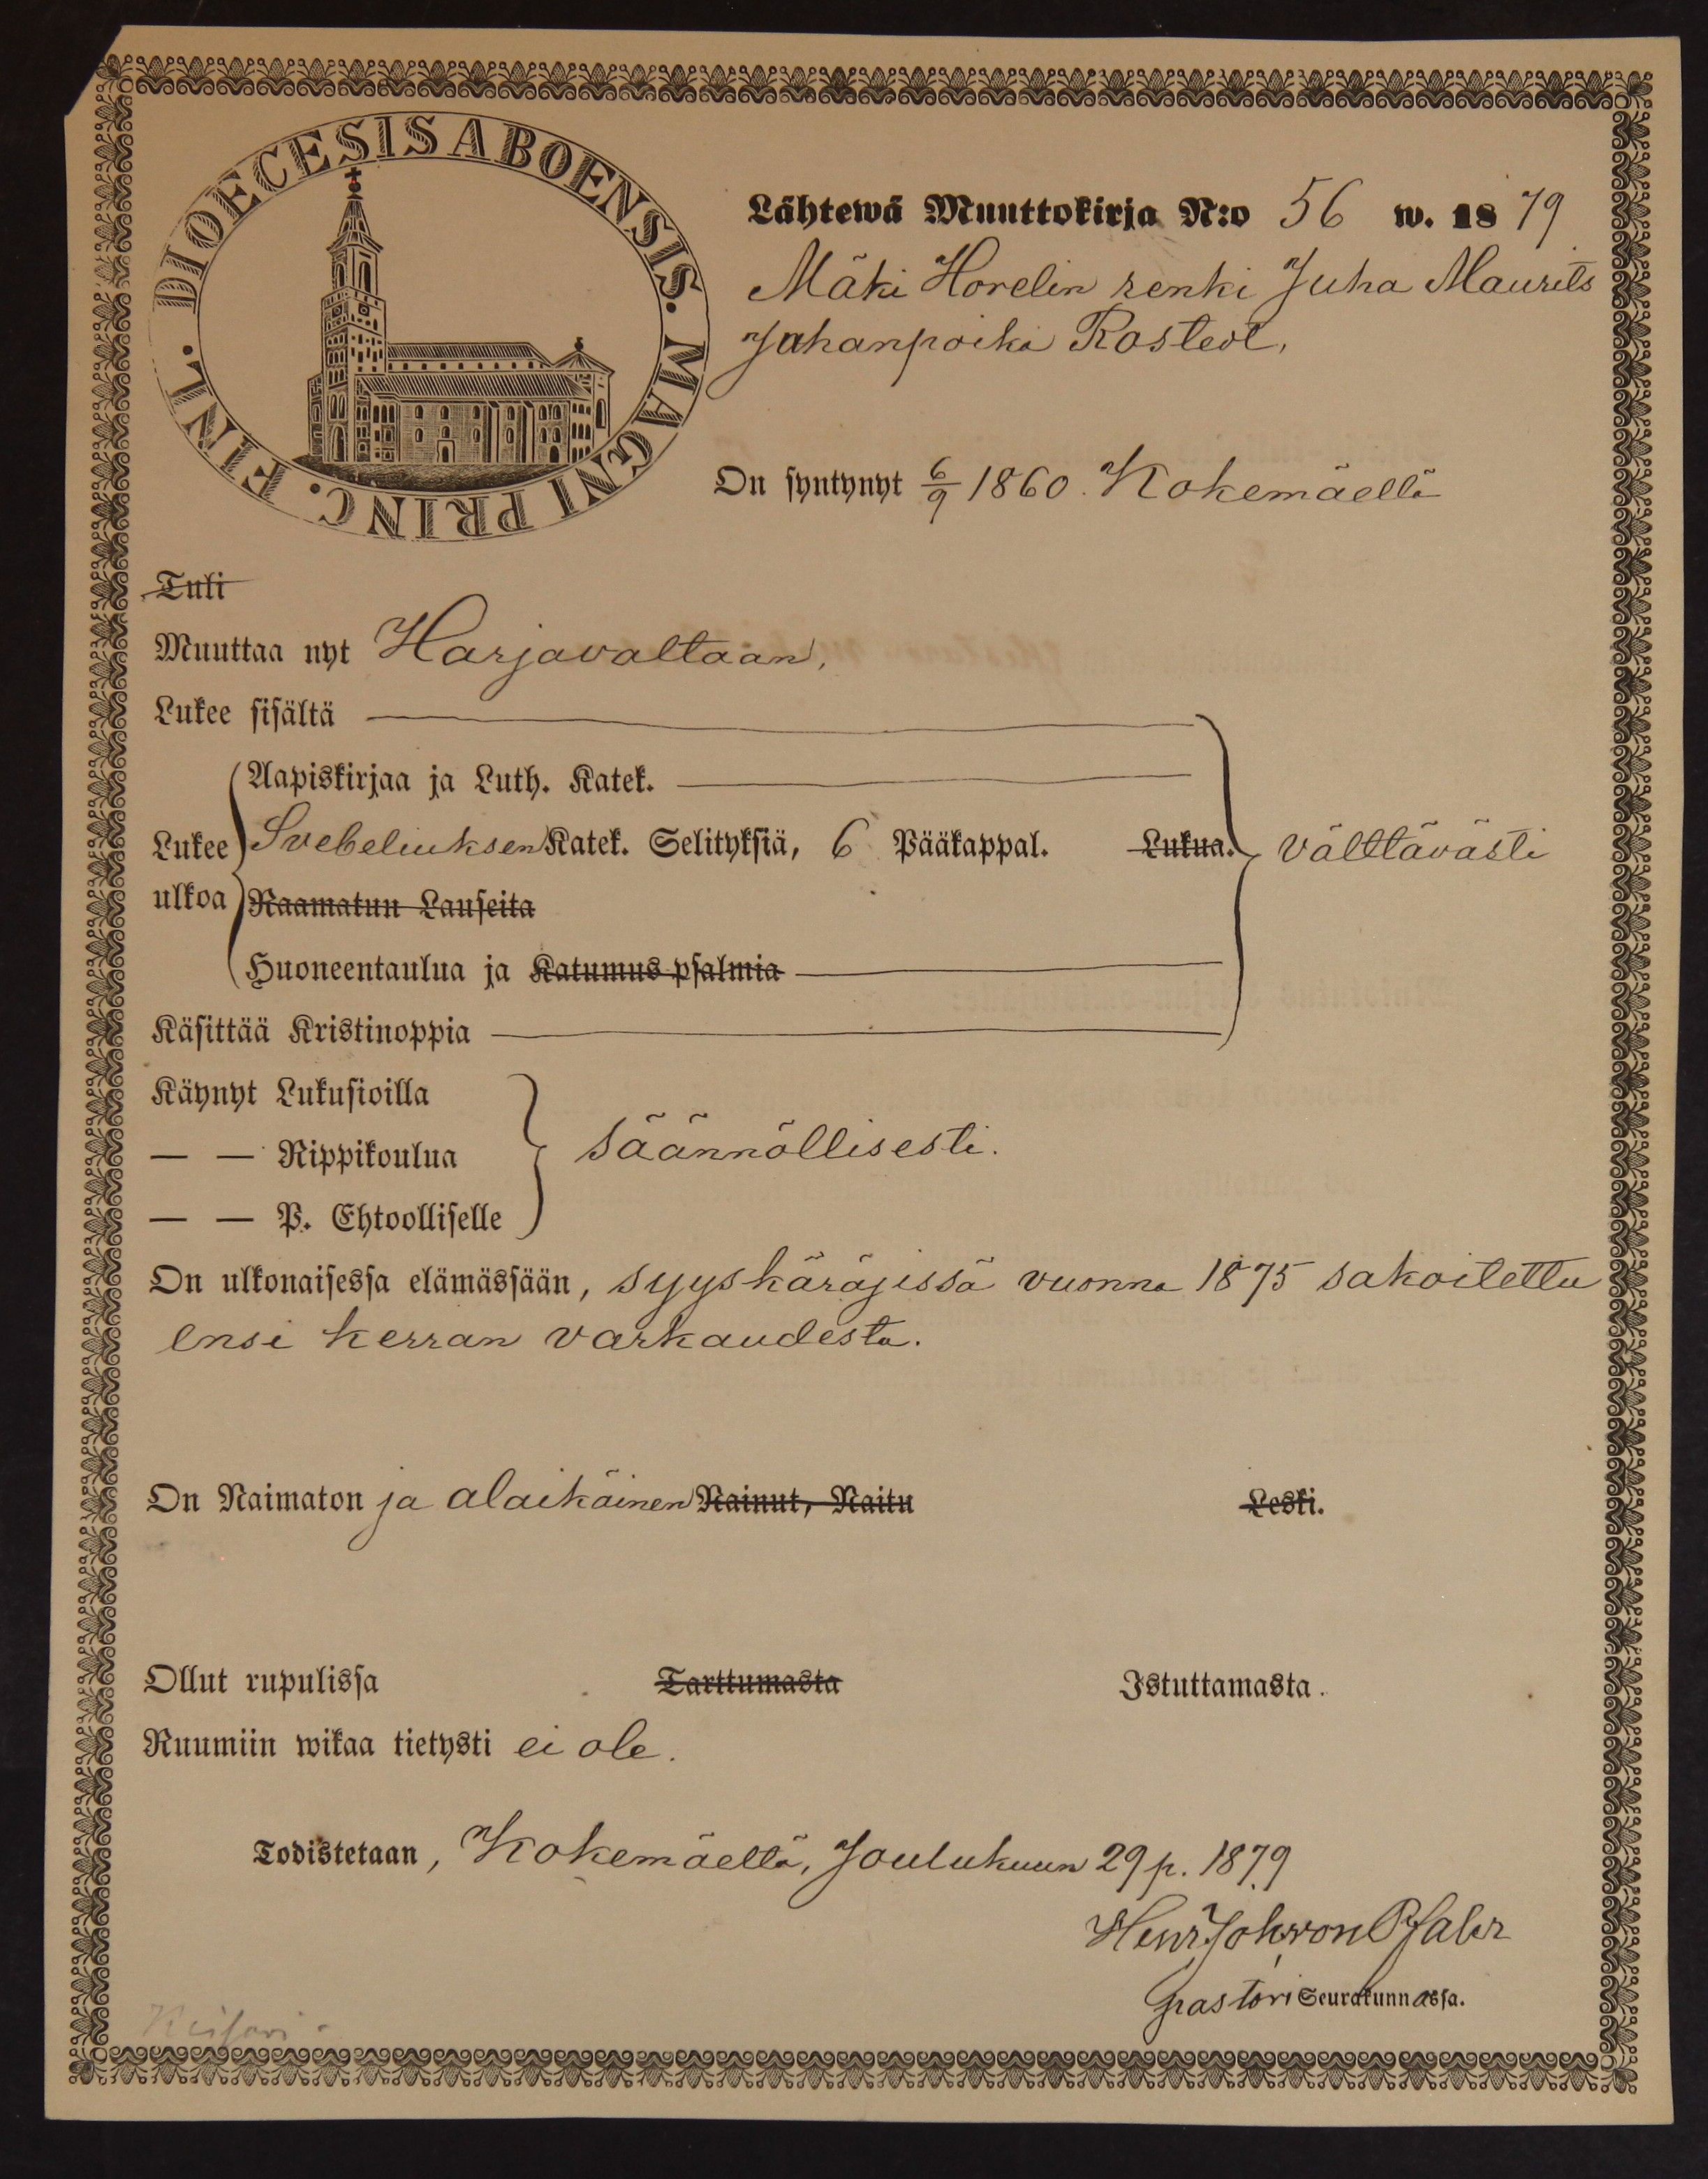 DIOECESIS ABOENSIS. MAGNI PRINC. FINL.
Lähtewä Muuttokirja N:o 56 w. 1879
Mäki Horelin renki Juha Maurits
Juhanpoika Rostedt,
On syntynyt 6/9 1860. Kokemäellä
Tuli
Muuttaa nyt Harjavaltaan,
Lukee sisältä
Aapiskirjaa ja Luth. Katek.
Lukee Svebeliuksen Katek. Selityksiä, 6 Pääkappal. Lukua. välttävästi
ulkoa Raamatun Lauseita
Huoneentaulua ja Katumus-psalmia
Käsittää Kristinoppia
Käynyt Lukusioilla
— — Rippikoulua säännöllisesti.
— — P. Ehtoolliselle
On ulkonaisessa elämässään, syyskäräjissä vuonna 1875 sakoitettu
ensi kerran varkaudesta.
On Naimaton ja alaikäinen Nainut, Naitu Leski.
Ollut rupulissa Tarttumasta Istuttamasta.
Ruumiin wikaa tietysti ei ole.
Todistetaan, Kokemäellä, Joulukuun 29 p. 1879
Henr. Joh. von Pfaler
pastori Seurakunnassa.